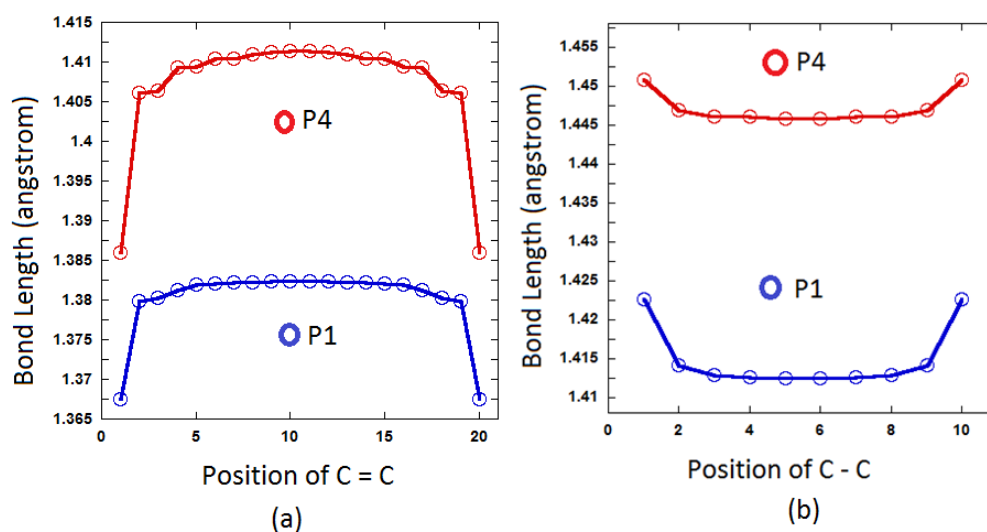 Bond Length (angstrom)
1.415
1.41
1.405
1.4
1.395
1.39
1.385
1.38
1.375
1.37
1.365
P4
P1
0 5 10 15 20
Position of C = C
(a)
Bond Length (angstrom)
1.455
1.45
1.445
1.44
1.435
1.43
1.425
1.42
1.415
1.41
P4
P1
0 2 4 6 8 10
Position of C - C
(b)